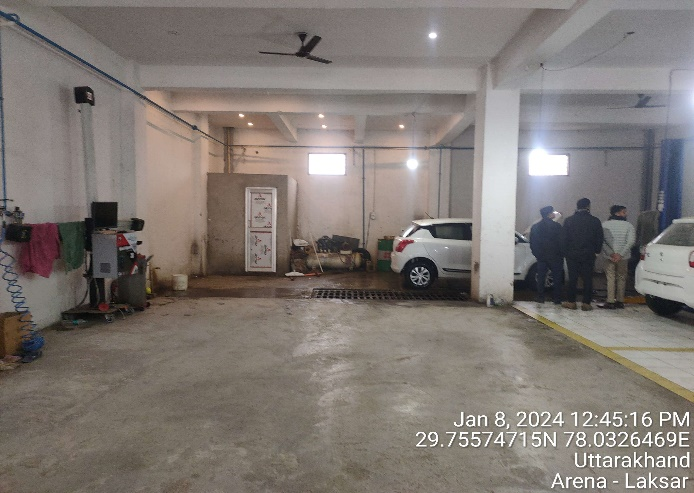 Jan 8, 2024 12:45:16 PM
29.75574715N 78.0326469E
Uttarakhand
Arena - Laksar